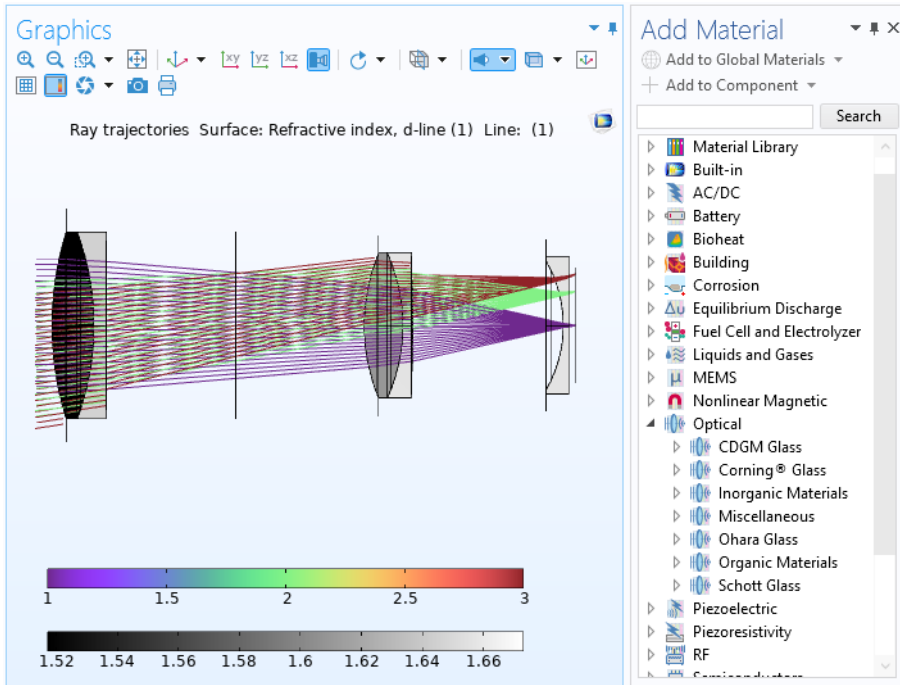 Graphics
xy yz xz
Ray trajectories  Surface: Refractive index, d-line (1)  Line:  (1)
1 1.5 2 2.5 3
1.52 1.54 1.56 1.58 1.6 1.62 1.64 1.66
Add Material
Add to Global Materials
Add to Component
Search
Material Library
Built-in
AC/DC
Battery
Bioheat
Building
Corrosion
Δυ Equilibrium Discharge
Fuel Cell and Electrolyzer
Liquids and Gases
μ MEMS
Nonlinear Magnetic
Optical
CDGM Glass
Corning® Glass
Inorganic Materials
Miscellaneous
Ohara Glass
Organic Materials
Schott Glass
Piezoelectric
Piezoresistivity
RF